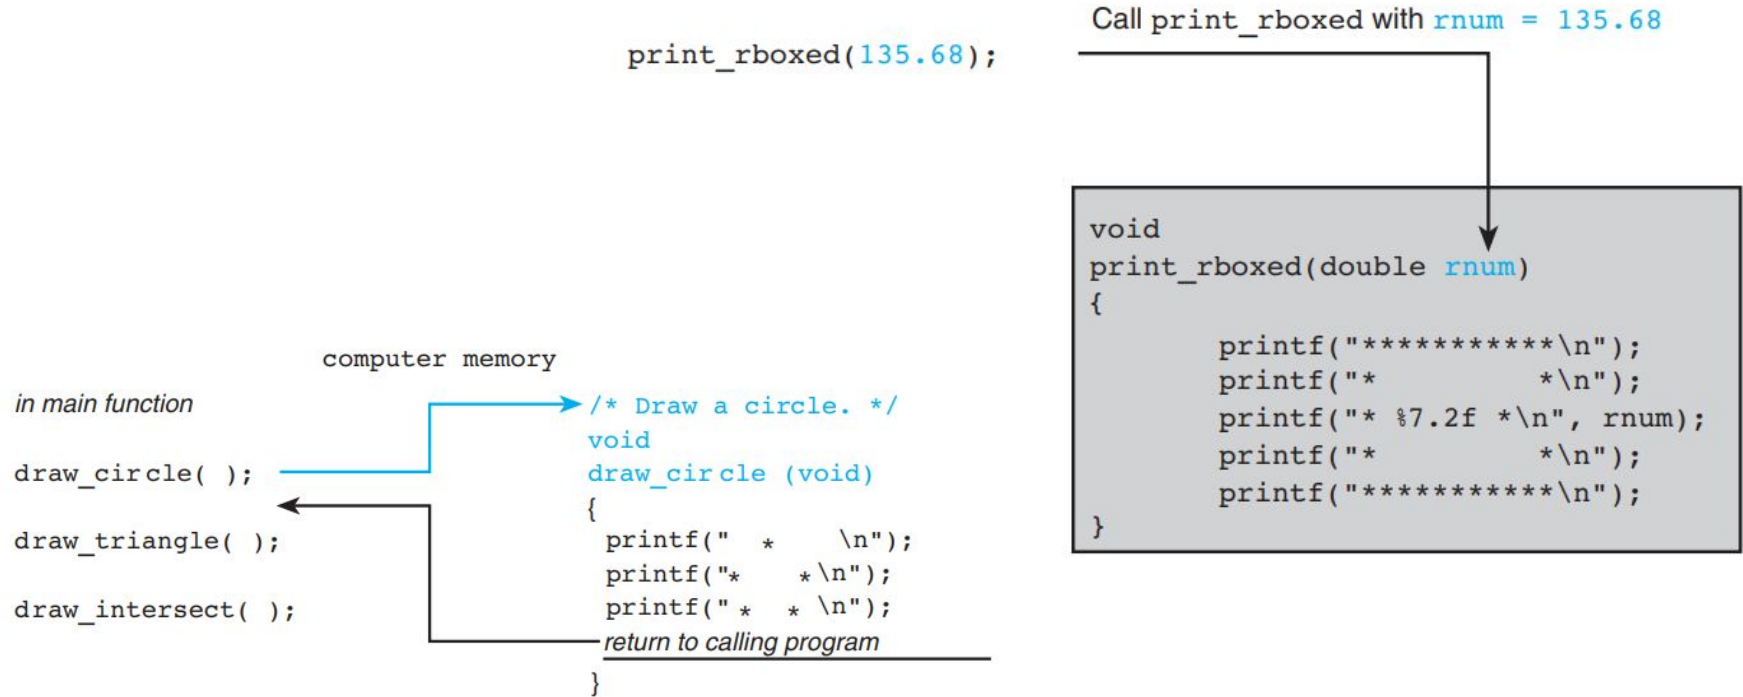 Call print_rboxed with rnum = 135.68
print_rboxed(135.68);
void
print_rboxed(double rnum)
{
printf("***********\n");
printf("*         *\n");
printf("* %7.2f *\n", rnum);
printf("*         *\n");
printf("***********\n");
}
computer memory
in main function
draw_circle( );
draw_triangle( );
draw_intersect( );
/* Draw a circle. */
void
draw_circle (void)
{
printf("  *    \n");
printf("*   *\n");
printf(" *  * \n");
return to calling program
}